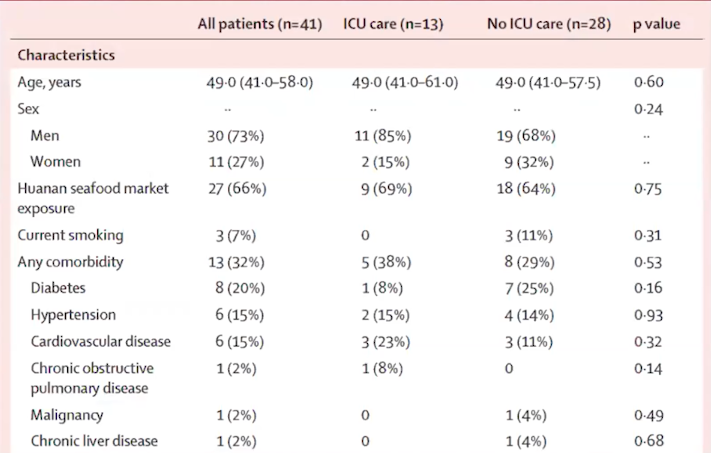 All patients (n=41) ICU care (n=13) No ICU care (n=28) p value
Characteristics
Age, years 49·0 (41·0–58·0) 49·0 (41·0–61·0) 49·0 (41·0–57·5) 0·60
Sex ·· ·· ·· 0·24
Men 30 (73%) 11 (85%) 19 (68%) ··
Women 11 (27%) 2 (15%) 9 (32%) ··
Huanan seafood market 27 (66%) 9 (69%) 18 (64%) 0·75
exposure
Current smoking 3 (7%) 0 3 (11%) 0·31
Any comorbidity 13 (32%) 5 (38%) 8 (29%) 0·53
Diabetes 8 (20%) 1 (8%) 7 (25%) 0·16
Hypertension 6 (15%) 2 (15%) 4 (14%) 0·93
Cardiovascular disease 6 (15%) 3 (23%) 3 (11%) 0·32
Chronic obstructive 1 (2%) 1 (8%) 0 0·14
pulmonary disease
Malignancy 1 (2%) 0 1 (4%) 0·49
Chronic liver disease 1 (2%) 0 1 (4%) 0·68